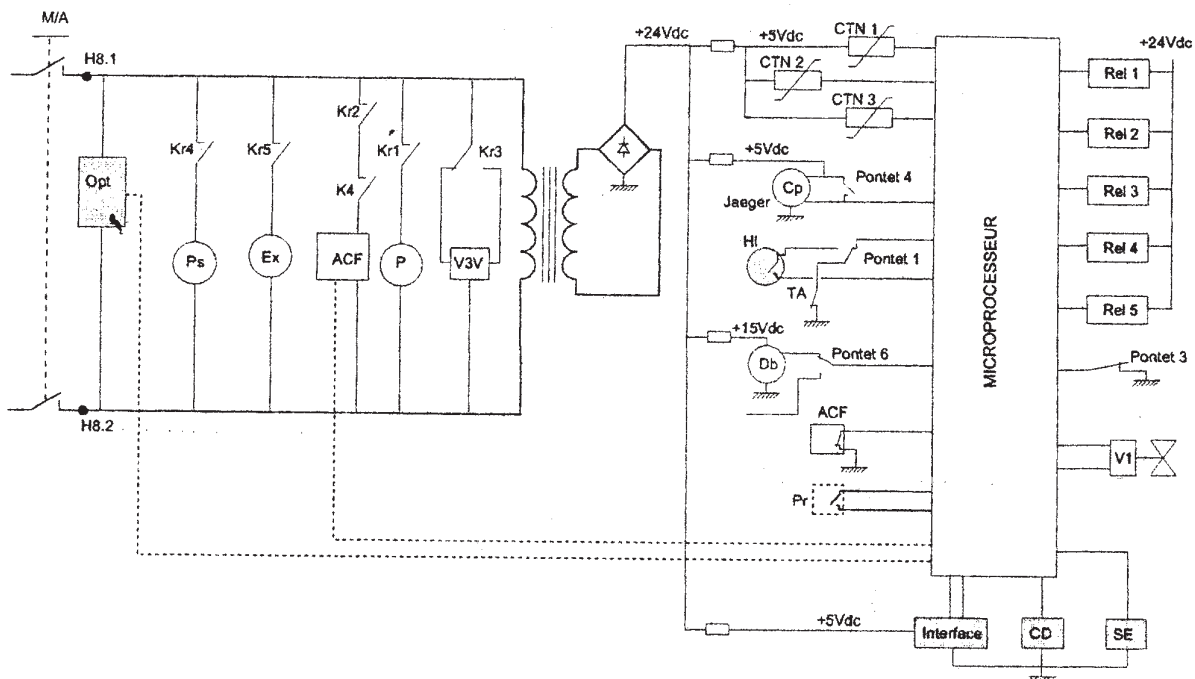 M/A
H8.1
Opt
Kr4
Ps
Kr5
Ex
Kr2
K4
ACF
Kr1
P
Kr3
V3V
H8.2
+24Vdc
+5Vdc
CTN 1
CTN 2
CTN 3
+5Vdc
Cp
Jaeger
Pontet 4
HI
Pontet 1
TA
+15Vdc
Db
Pontet 6
ACF
Pr
+5Vdc
MICROPROCESSEUR
+24Vdc
Rel 1
Rel 2
Rel 3
Rel 4
Rel 5
Pontet 3
V1
Interface
CD
SE